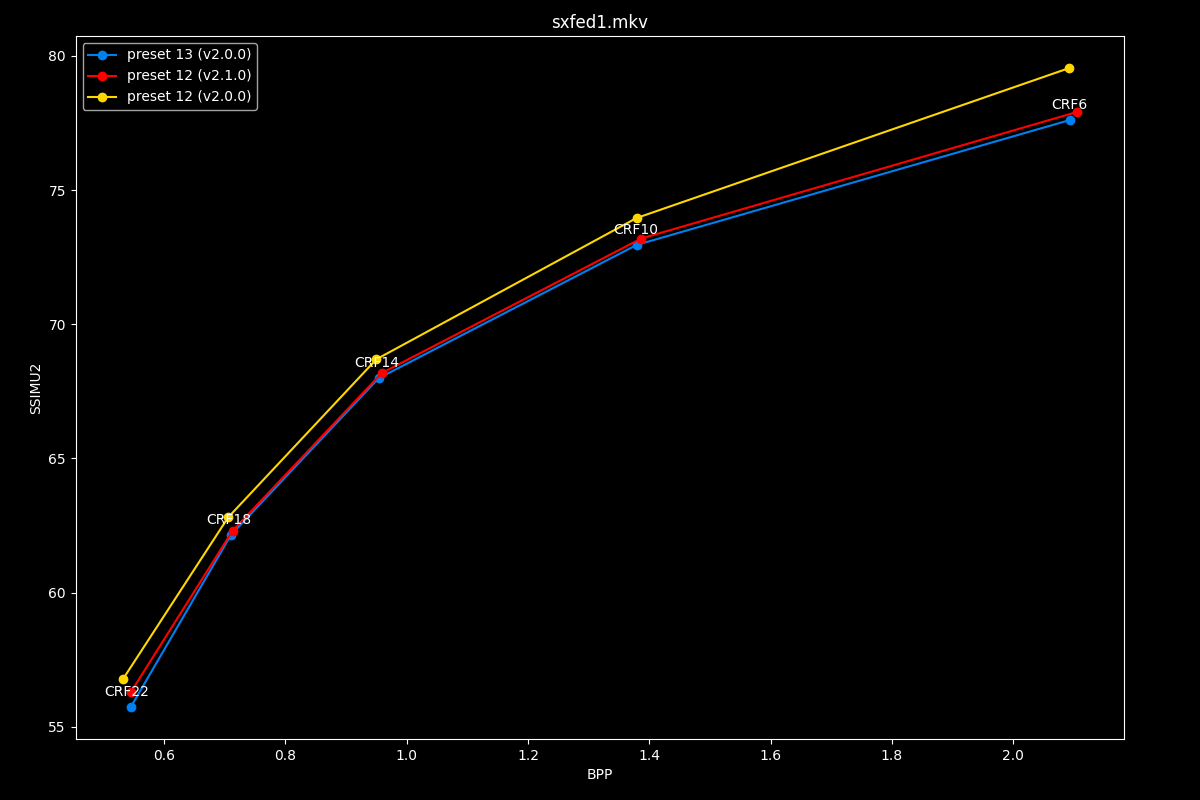 sxfed1.mkv
preset 13 (v2.0.0)
preset 12 (v2.1.0)
preset 12 (v2.0.0)
80
75
70
65
60
55
SSIMU2
CRF6
CRF10
CRF14
CRF18
CRF22
0.6 0.8 1.0 1.2 1.4 1.6 1.8 2.0
BPP